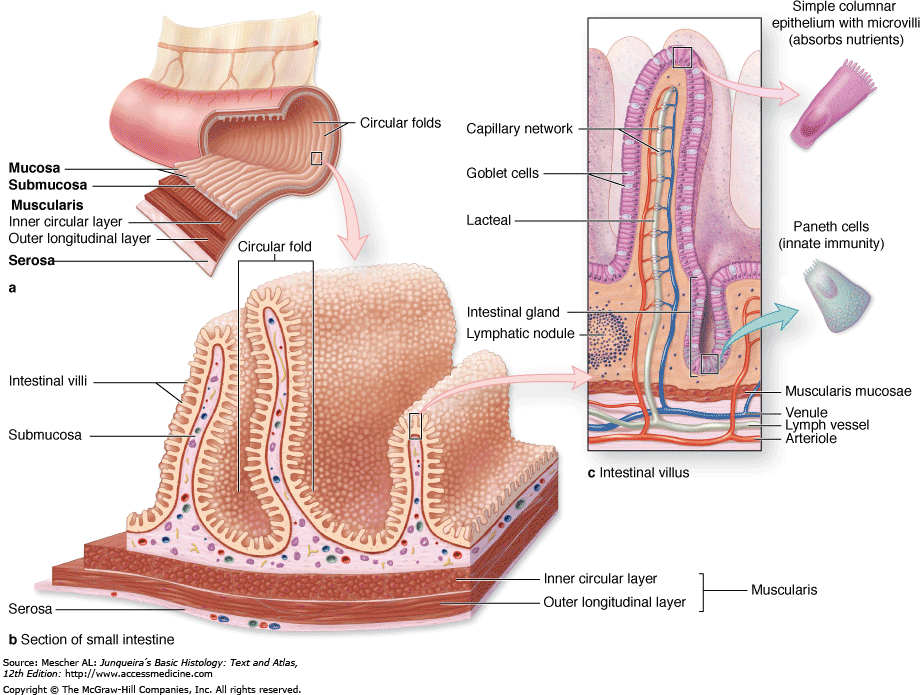 Circular folds
Mucosa
Submucosa
Muscularis
Inner circular layer
Outer longitudinal layer
Serosa
a
Circular fold
Intestinal villi
Submucosa
Serosa
Inner circular layer
Outer longitudinal layer
Muscularis
b Section of small intestine
Simple columnar
epithelium with microvilli
(absorbs nutrients)
Capillary network
Goblet cells
Lacteal
Paneth cells
(innate immunity)
Intestinal gland
Lymphatic nodule
Muscularis mucosae
Venule
Lymph vessel
Arteriole
c Intestinal villus
Source: Mescher AL: Junqueira´s Basic Histology: Text and Atlas,
12th Edition: http://www.accessmedicine.com
Copyright © The McGraw-Hill Companies, Inc. All rights reserved.